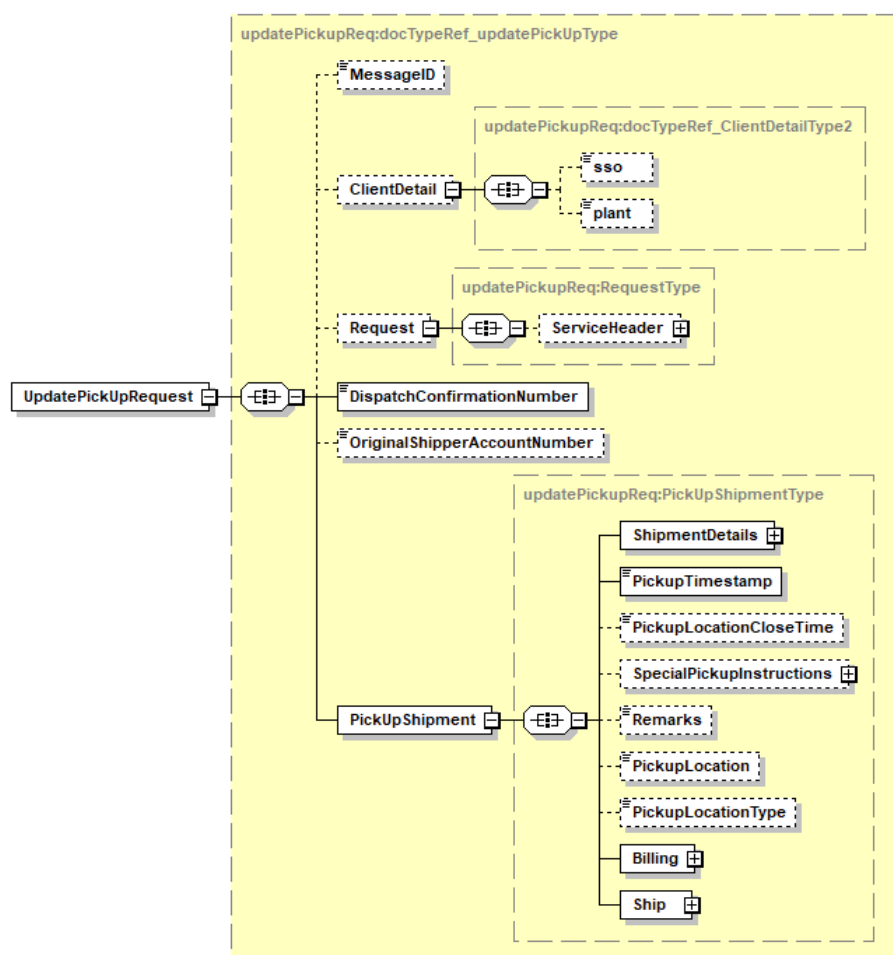 updatePickupReq:docTypeRef_updatePickUpType
MessageID
updatePickupReq:docTypeRef_ClientDetailType2
sso
ClientDetail
plant
updatePickupReq:RequestType
Request
ServiceHeader
UpdatePickUpRequest
DispatchConfirmationNumber
OriginalShipperAccountNumber
updatePickupReq:PickUpShipmentType
ShipmentDetails
PickupTimestamp
PickupLocationCloseTime
SpecialPickupInstructions
PickUpShipment
Remarks
PickupLocation
PickupLocationType
Billing
Ship